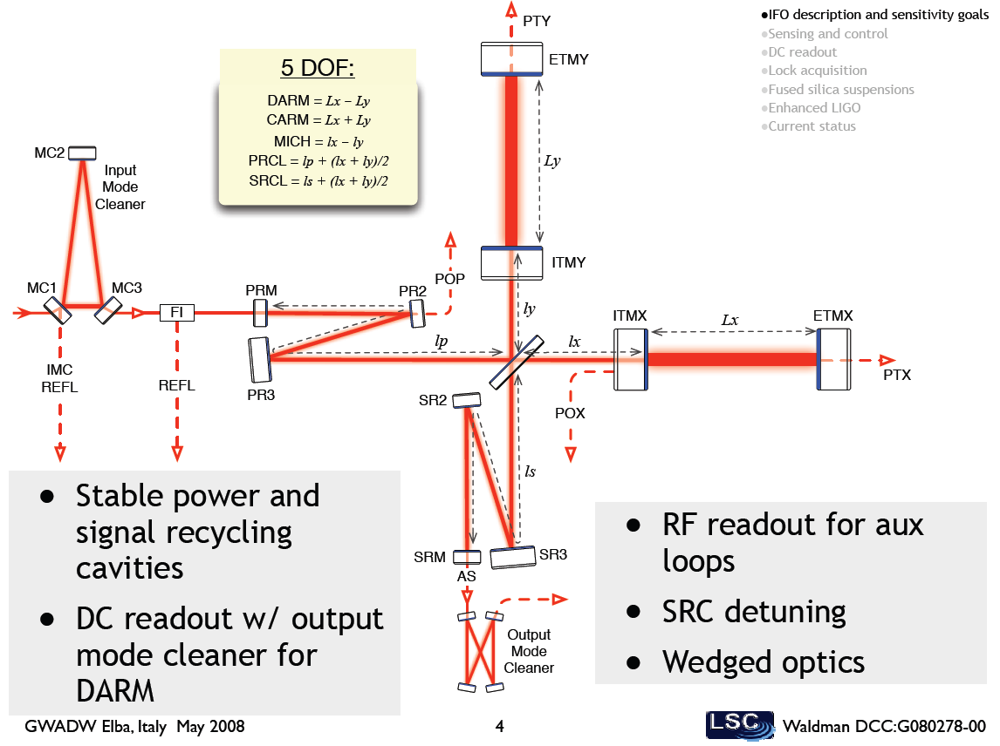 ●IFO description and sensitivity goals
●Sensing and control
●DC readout
●Lock acquisition
●Fused silica suspensions
●Enhanced LIGO
●Current status
5 DOF:
DARM = Lx – Ly
CARM = Lx + Ly
MICH = lx – ly
PRCL = lp + (lx + ly)/2
SRCL = ls + (lx + ly)/2
PTY
ETMY
Ly
ITMY
MC2
Input
Mode
Cleaner
MC1
MC3
FI
PRM
PR2
POP
ly
ITMX
Lx
ETMX
lp
lx
IMC
REFL
REFL
PR3
SR2
POX
PTX
ls
SRM
SR3
AS
Output
Mode
Cleaner
● Stable power and
signal recycling
cavities
● DC readout w/ output
mode cleaner for
DARM
● RF readout for aux
loops
● SRC detuning
● Wedged optics
GWADW Elba, Italy May 2008
4
LSC
Waldman DCC:G080278-00